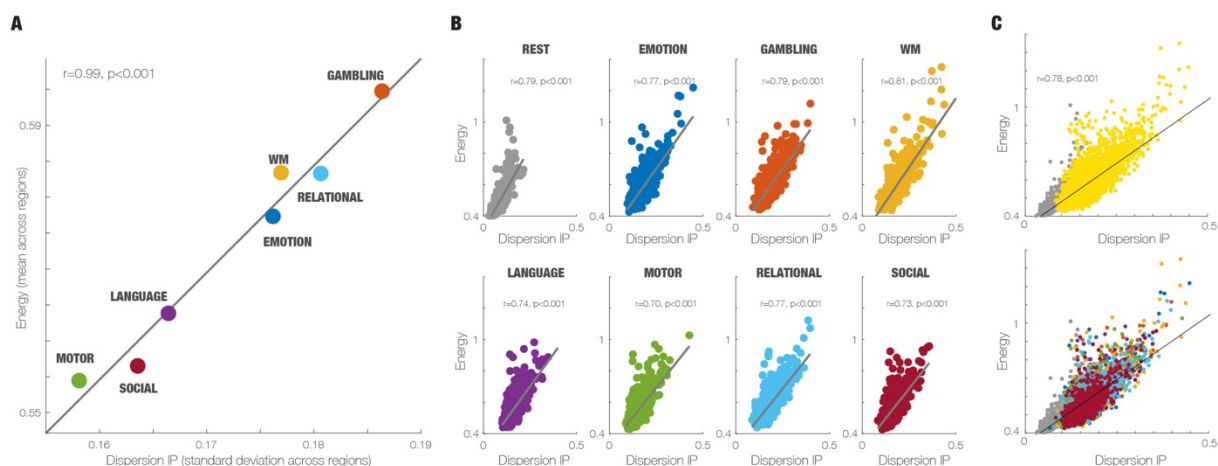 A
r=0.99, p<0.001
GAMBLING
WM
RELATIONAL
EMOTION
LANGUAGE
MOTOR
SOCIAL
Energy (mean across regions)
0.59
0.55
0.16
0.17
0.18
0.19
Dispersion IP (standard deviation across regions)
B
REST
r=0.79, p<0.001
Energy
1
0.4
0
0.5
Dispersion IP
EMOTION
r=0.77, p<0.001
Energy
1
0.4
0
0.5
Dispersion IP
GAMBLING
r=0.79, p<0.001
Energy
1
0.4
0
0.5
Dispersion IP
WM
r=0.81, p<0.001
Energy
1
0.4
0
0.5
Dispersion IP
LANGUAGE
r=0.74, p<0.001
Energy
1
0.4
0
0.5
Dispersion IP
MOTOR
r=0.70, p<0.001
Energy
1
0.4
0
0.5
Dispersion IP
RELATIONAL
r=0.77, p<0.001
Energy
1
0.4
0
0.5
Dispersion IP
SOCIAL
r=0.73, p<0.001
Energy
1
0.4
0
0.5
Dispersion IP
C
r=0.78, p<0.001
Energy
1
0.4
0
0.5
Dispersion IP
Energy
1
0.4
0
0.5
Dispersion IP